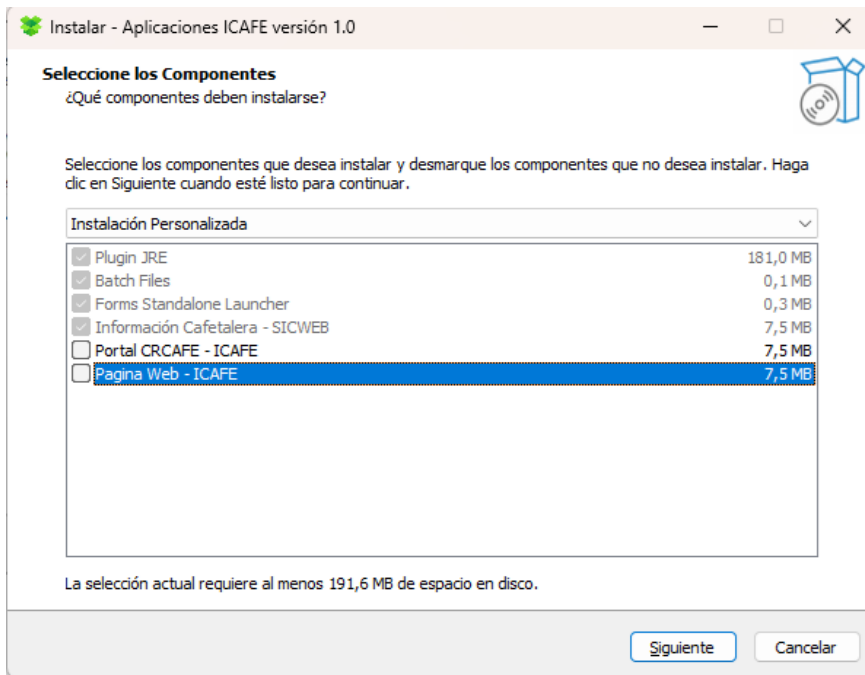 Instalar - Aplicaciones ICAFE versión 1.0
Seleccione los Componentes
¿Qué componentes deben instalarse?
Seleccione los componentes que desea instalar y desmarque los componentes que no desea instalar. Haga
clic en Siguiente cuando esté listo para continuar.
Instalación Personalizada
Plugin JRE 181,0 MB
Batch Files 0,1 MB
Forms Standalone Launcher 0,3 MB
Información Cafetalera - SICWEB 7,5 MB
Portal CRCAFE - ICAFE 7,5 MB
Pagina Web - ICAFE 7,5 MB
La selección actual requiere al menos 191,6 MB de espacio en disco.
Siguiente Cancelar